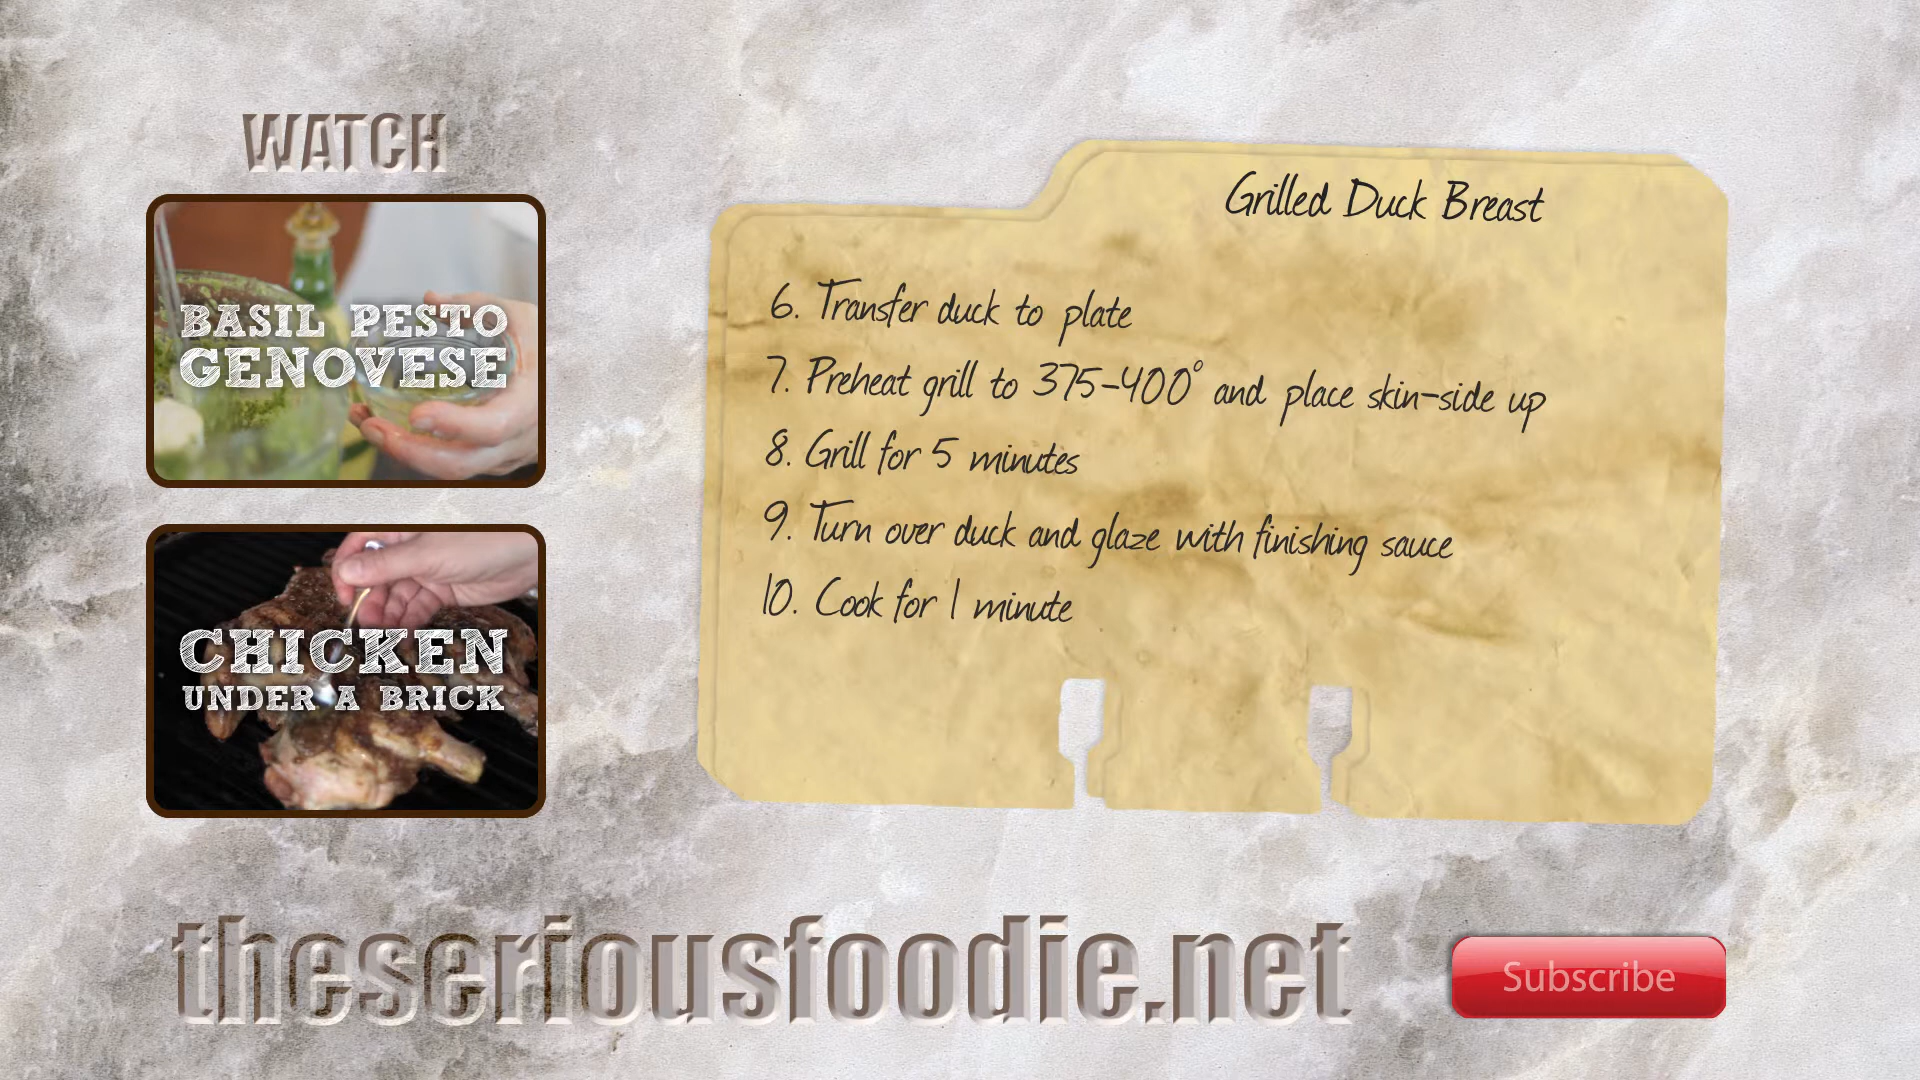 WATCH
BASIL PESTO
GENOVESE
CHICKEN
UNDER A BRICK
Grilled Duck Breast
6. Transfer duck to plate
7. Preheat grill to 375-400° and place skin-side up
8. Grill for 5 minutes
9. Turn over duck and glaze with finishing sauce
10. Cook for 1 minute
theseriousfoodie.net
Subscribe